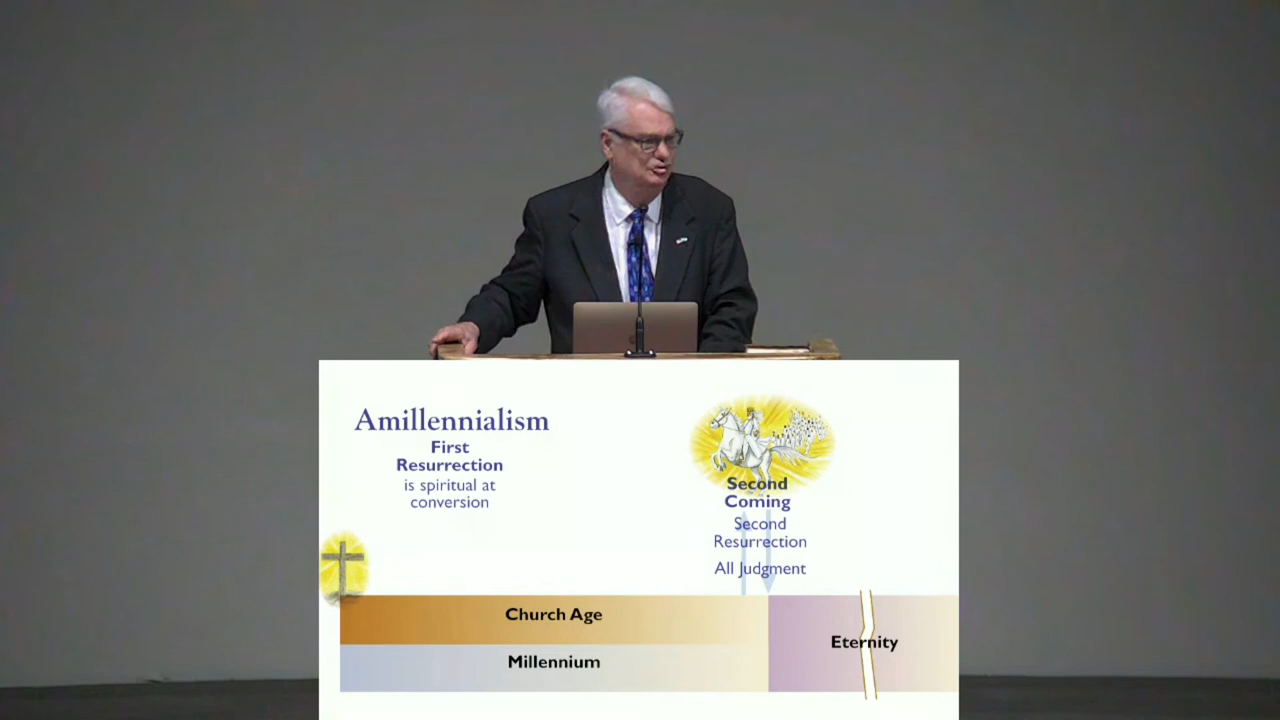 Amillennialism
First
Resurrection
is spiritual at
conversion
Second
Coming
Second
Resurrection
All Judgment
Church Age
Millennium
Eternity